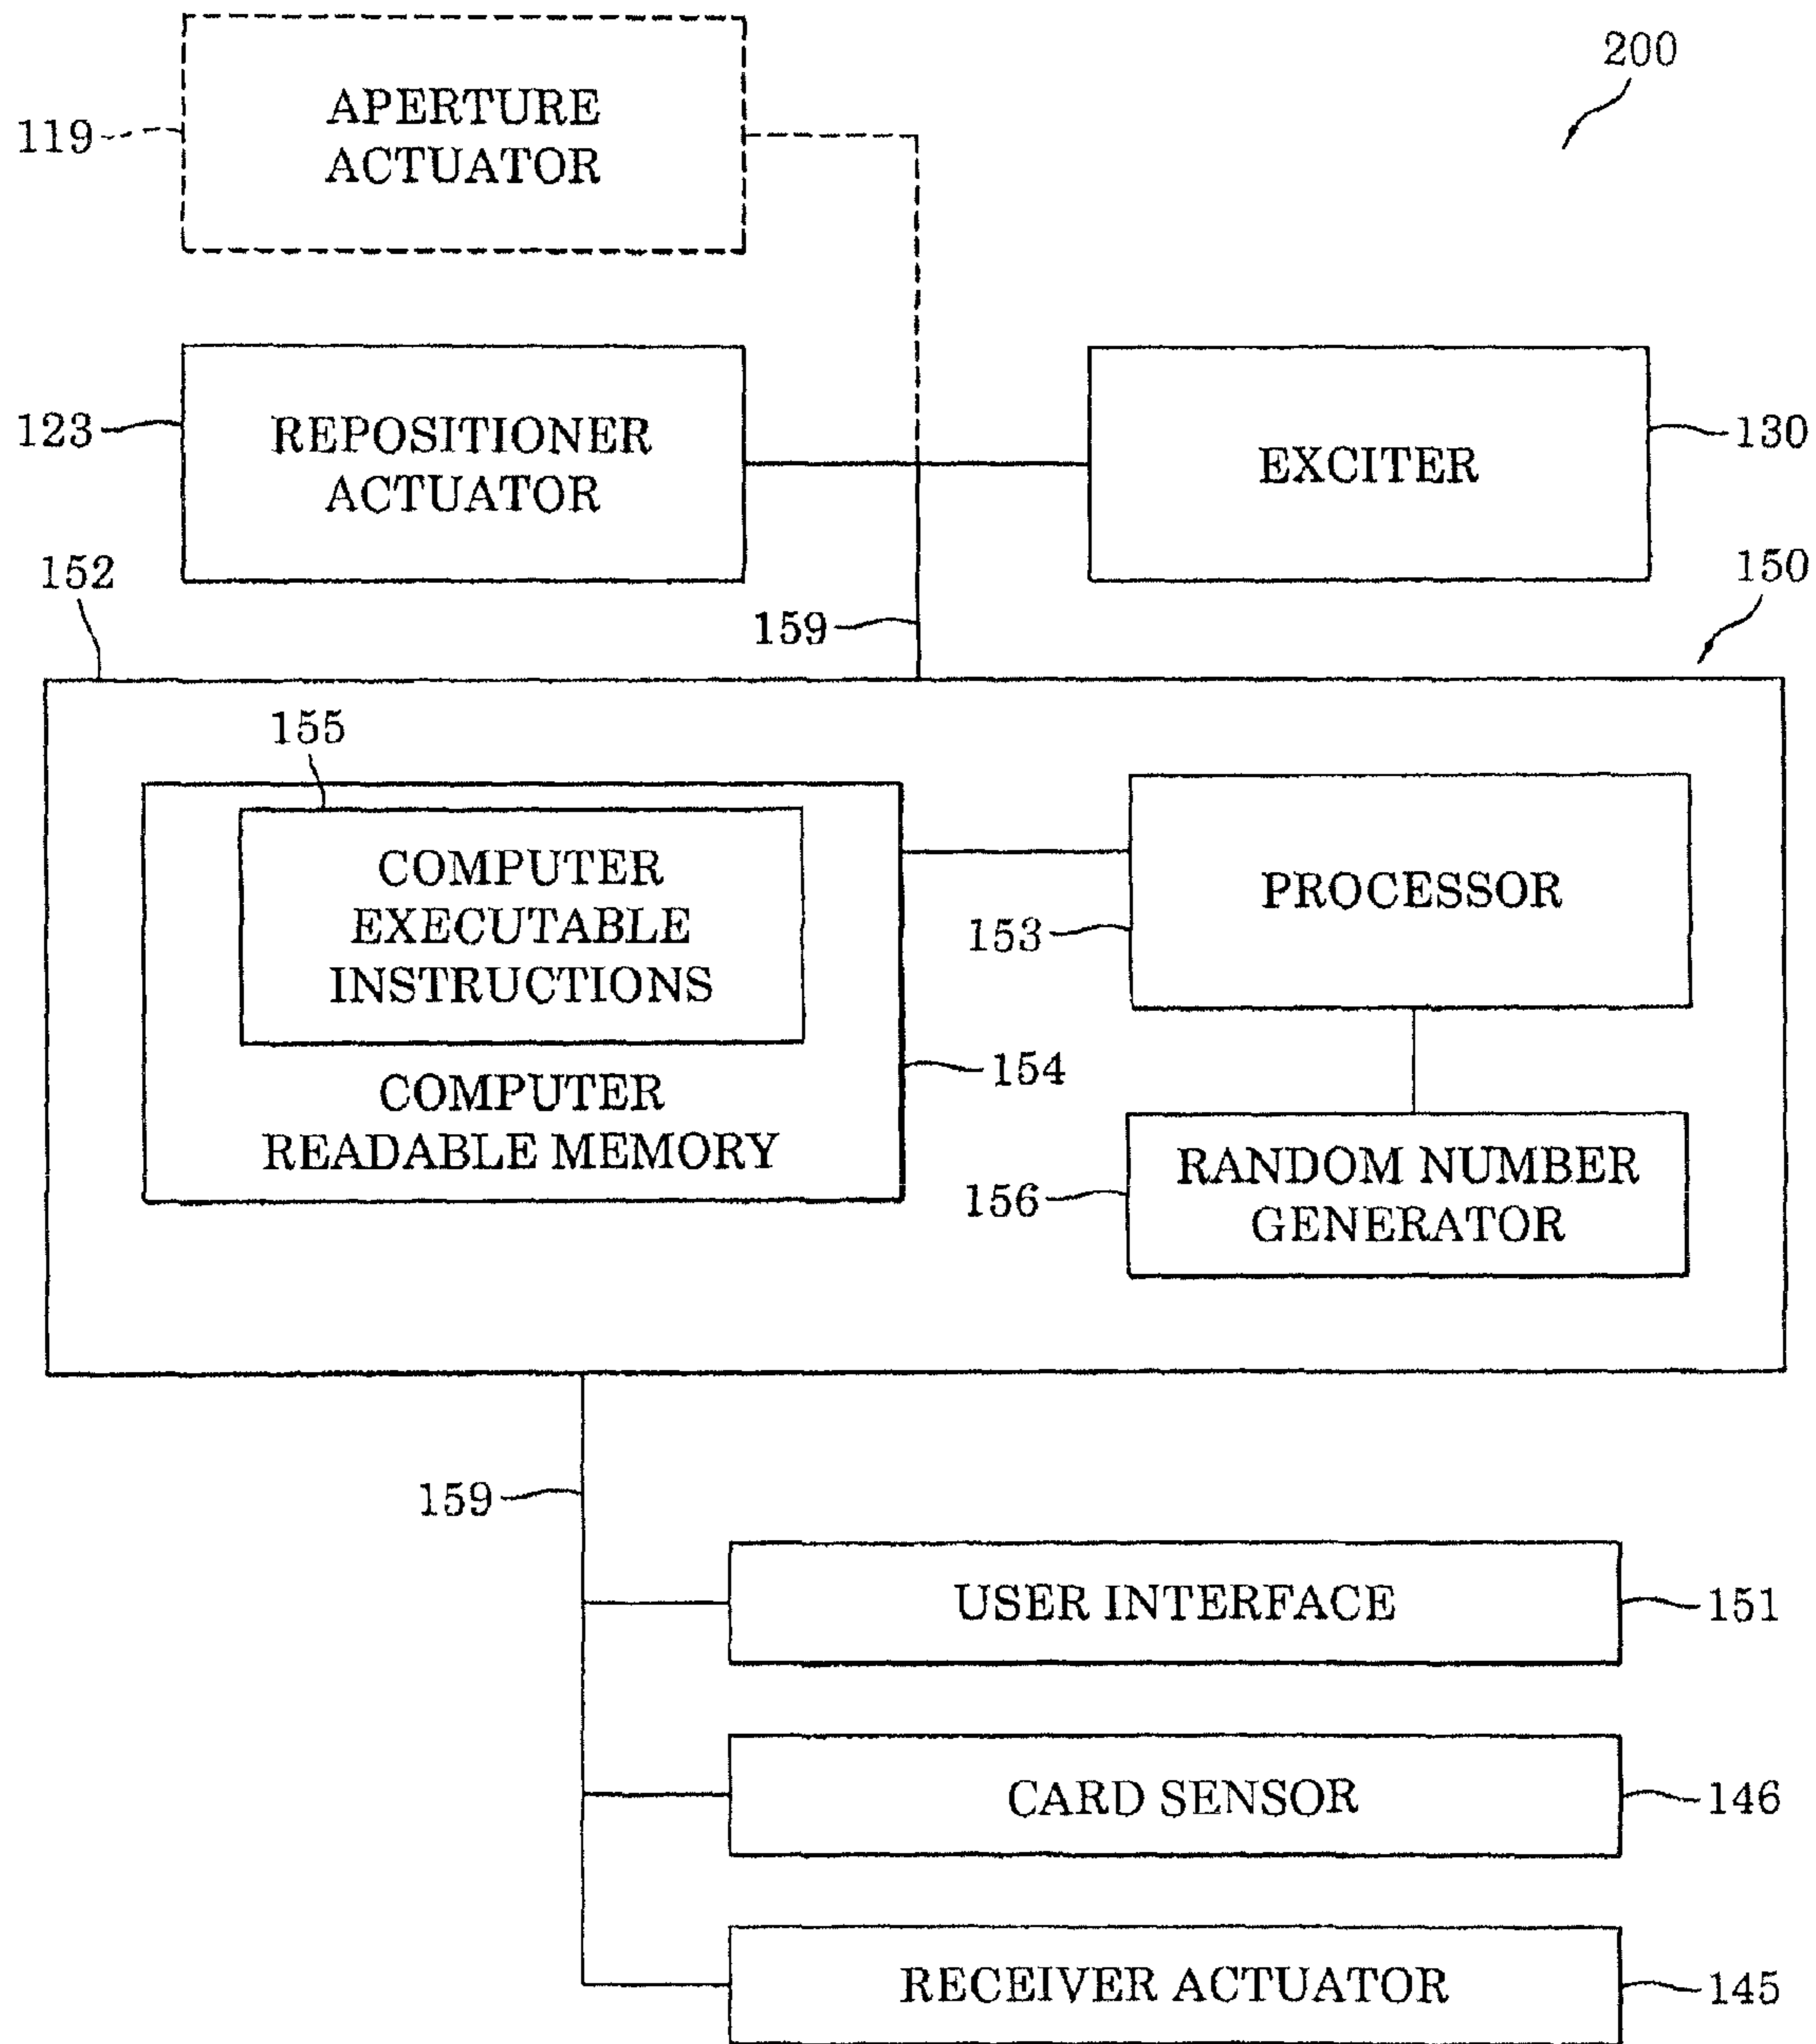 200
APERTURE
ACTUATOR
119
REPOSITIONER
ACTUATOR
123
EXCITER
130
152
159
150
155
COMPUTER
EXECUTABLE
INSTRUCTIONS
COMPUTER
READABLE MEMORY
154
PROCESSOR
153
RANDOM NUMBER
GENERATOR
156
159
USER INTERFACE
151
CARD SENSOR
146
RECEIVER ACTUATOR
145